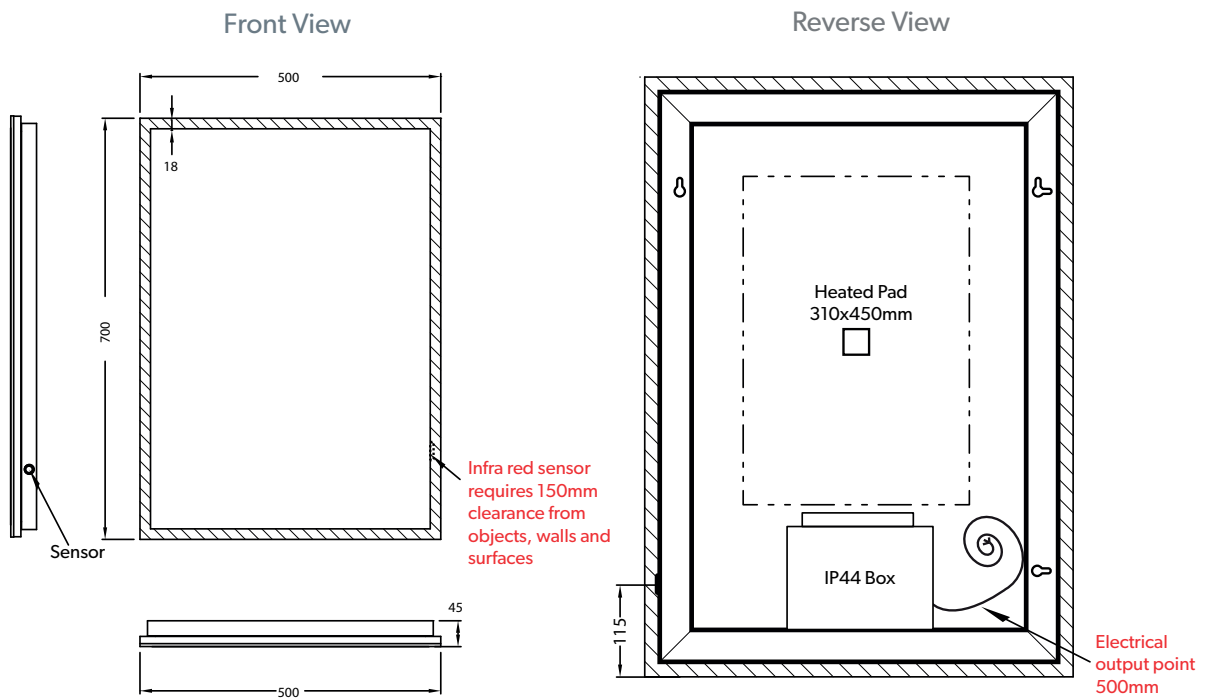 Front View
500
18
700
Sensor
Infra red sensor
requires 150mm
clearance from
objects, walls and
surfaces
45
500
Reverse View
Heated Pad
310x450mm
IP44 Box
115
Electrical
output point
500mm